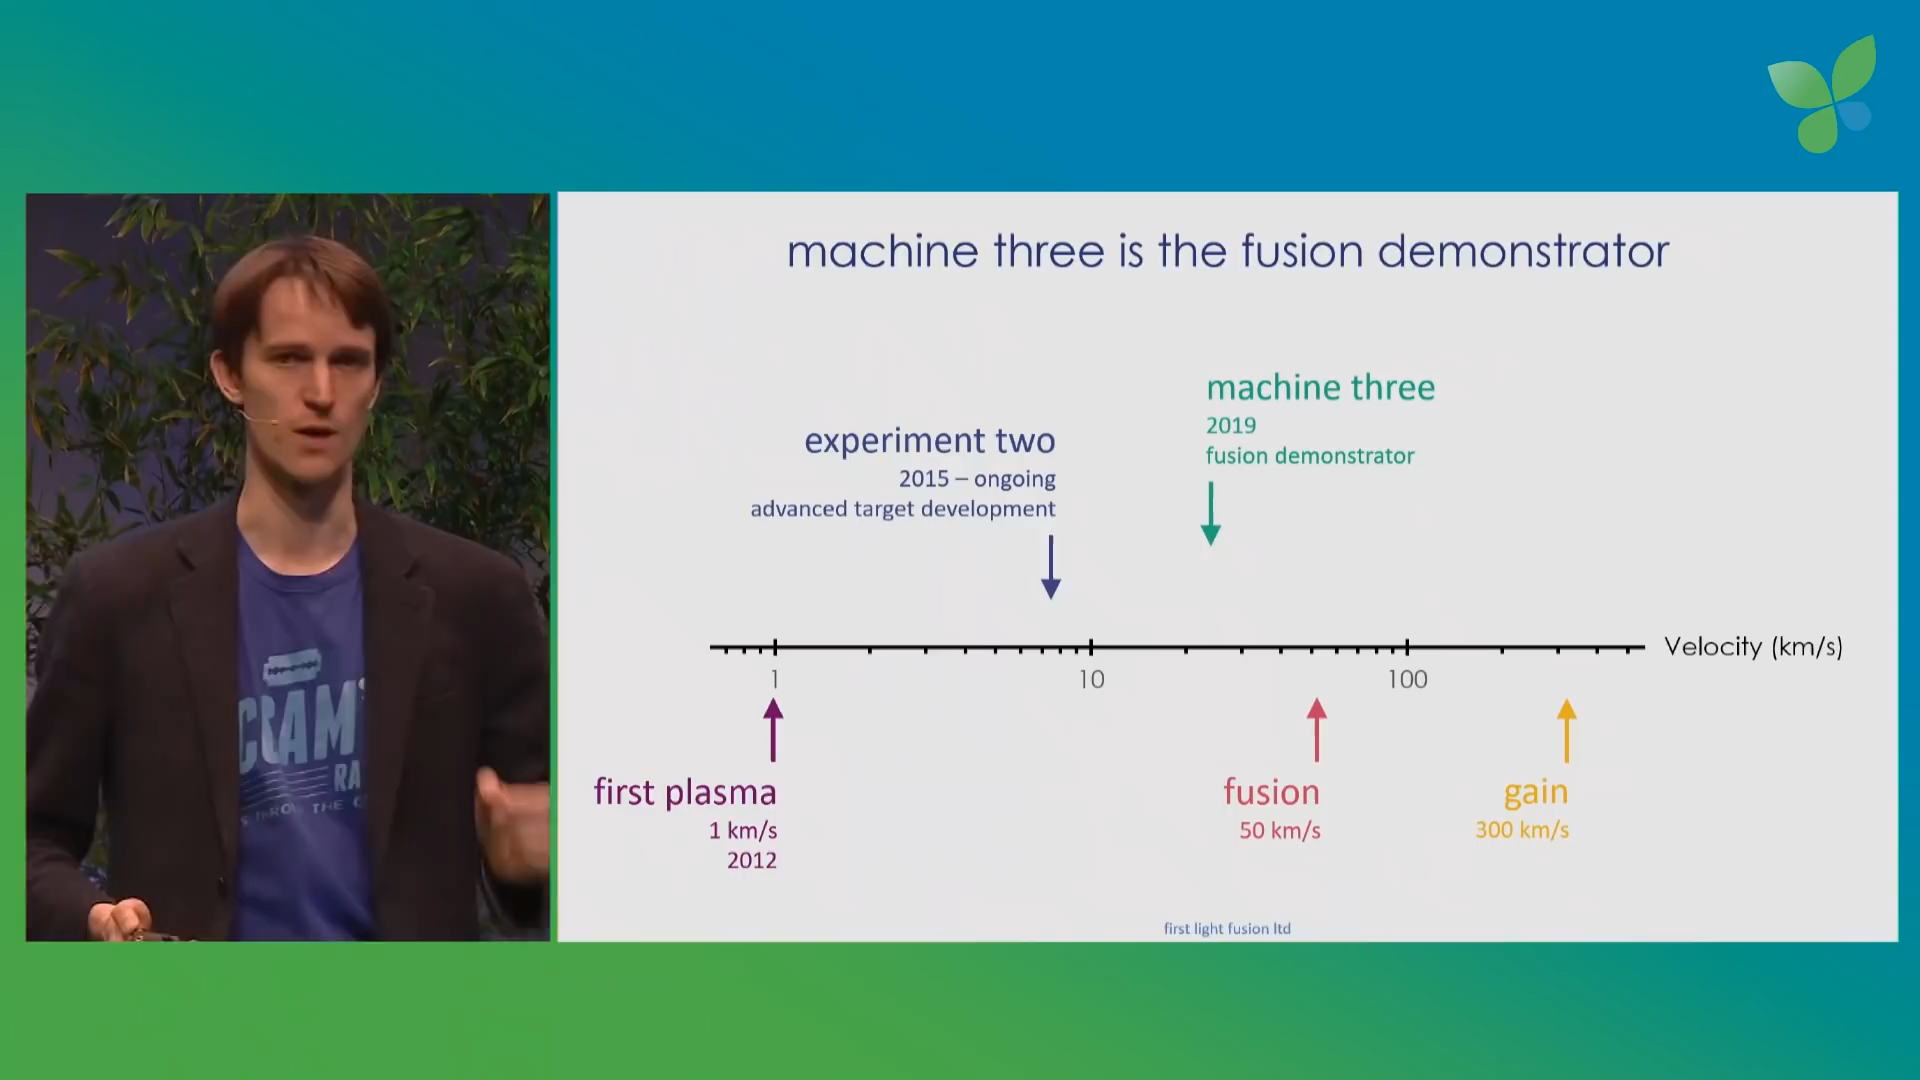 machine three is the fusion demonstrator
machine three
2019
fusion demonstrator
experiment two
2015 – ongoing
advanced target development
Velocity (km/s)
1
10
100
first plasma
1 km/s
2012
fusion
50 km/s
gain
300 km/s
first light fusion ltd
RA
THE